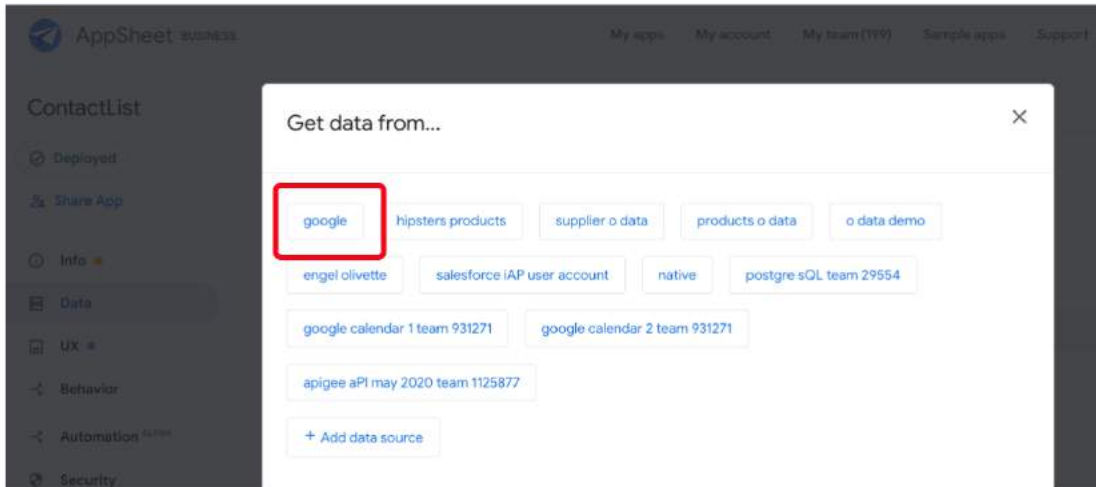 AppSheet BUSINESS
My apps My account My team (199) Sample apps Support
ContactList
Get data from...
Deployed
Share App
google hipsters products supplier o data products o data o data demo
Info
engel olivette salesforce iAP user account native postgre sQL team 29554
Data
google calendar 1 team 931271 google calendar 2 team 931271
UX
apigee aPI may 2020 team 1125877
Behavior
+ Add data source
Automation
Security